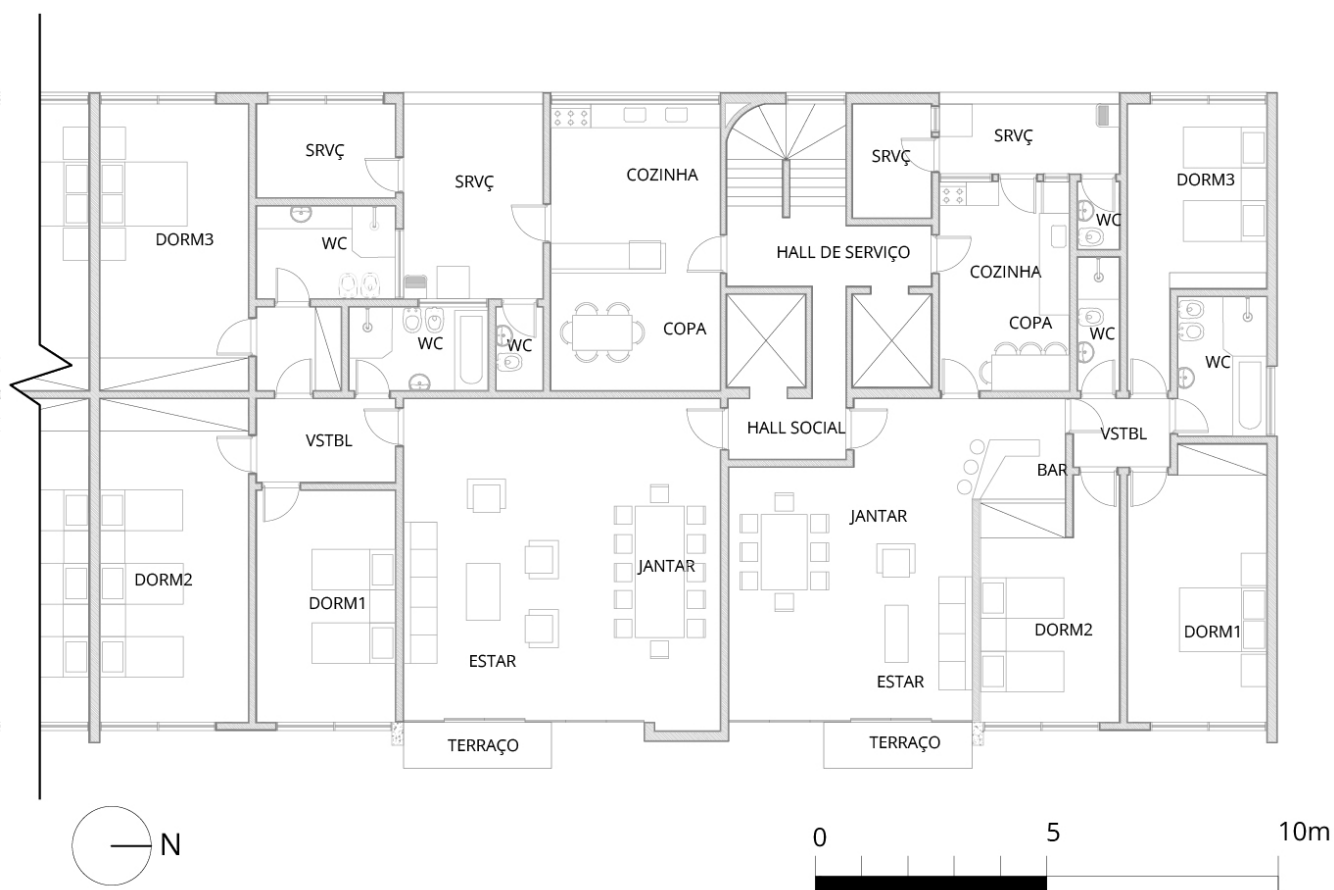 SRVÇ
SRVÇ
COZINHA
SRVÇ
SRVÇ
DORM3
DORM3
WC
WC
HALL DE SERVIÇO
COZINHA
COPA
COPA
WC
WC
WC
WC
VSTBL
HALL SOCIAL
VSTBL
BAR
JANTAR
DORM2
JANTAR
DORM1
DORM2
DORM1
ESTAR
ESTAR
TERRAÇO
TERRAÇO
N
0
5
10m